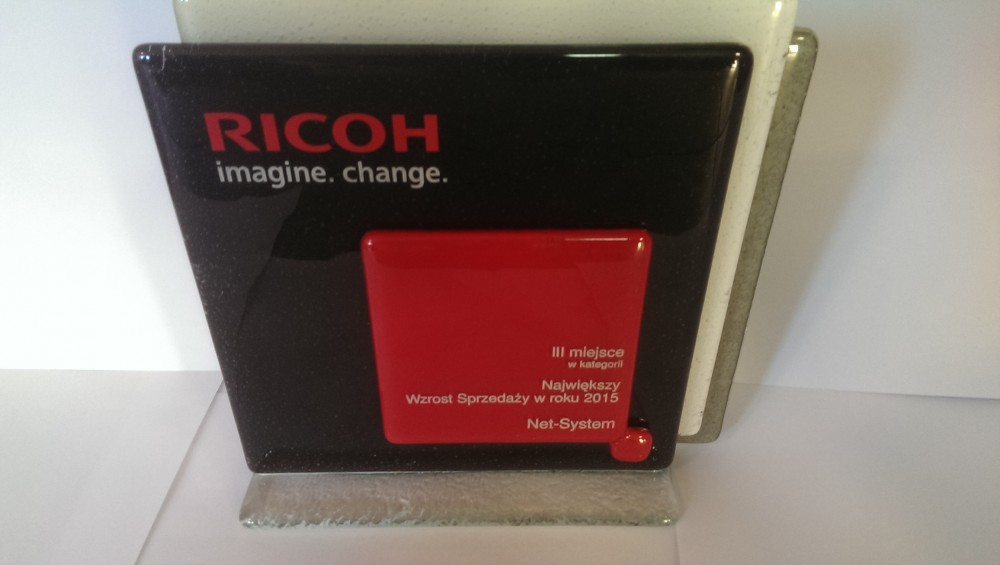 RICOH
imagine. change.
III miejsce
w kategorii
Największy
Wzrost Sprzedaży w roku 2015
Net-System